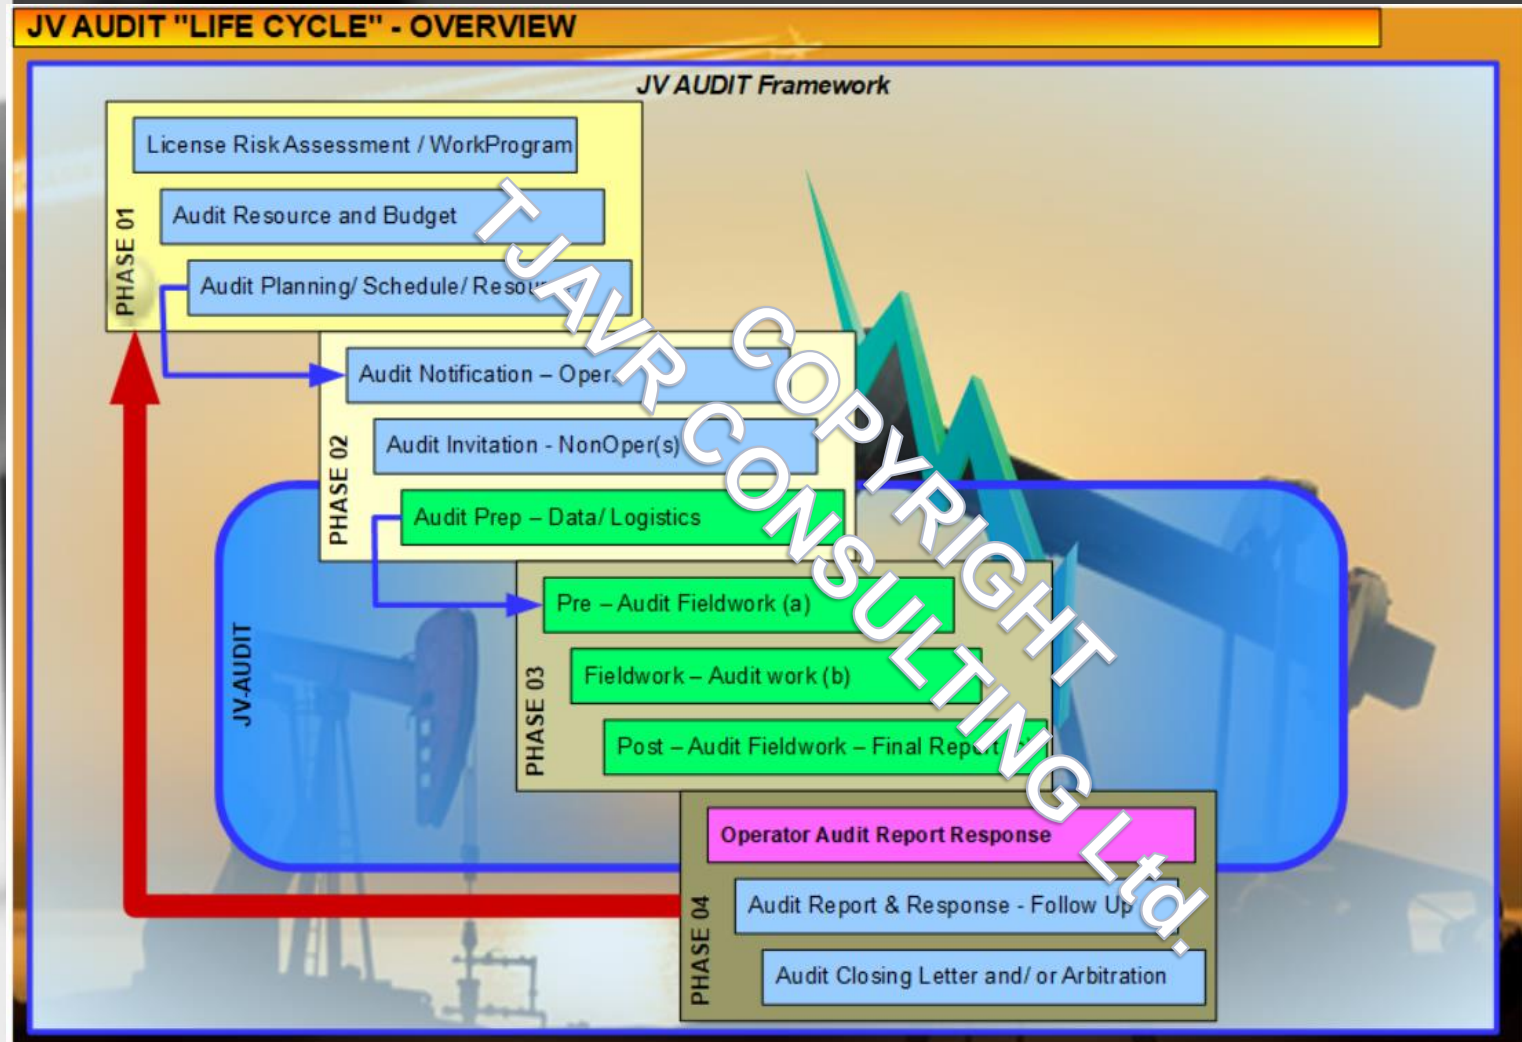 JV AUDIT "LIFE CYCLE" - OVERVIEW
JV AUDIT Framework
PHASE 01
License Risk Assessment / WorkProgram
Audit Resource and Budget
Audit Planning/ Schedule/
PHASE 02
Audit Notification – Oper
Audit Invitation - NonOper(s)
Audit Prep – Data/ Logistics
JV-AUDIT
PHASE 03
Pre – Audit Fieldwork (a)
Fieldwork – Audit work (b)
Post – Audit Fieldwork – Final Report
PHASE 04
Operator Audit Report Response
Audit Report & Response - Follow Up
Audit Closing Letter and/ or Arbitration
COPYRIGHT
TJAVR CONSULTING Ltd.